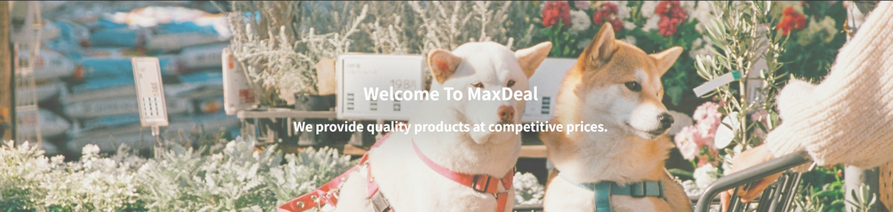 Welcome To MaxDeal
We provide quality products at competitive prices.